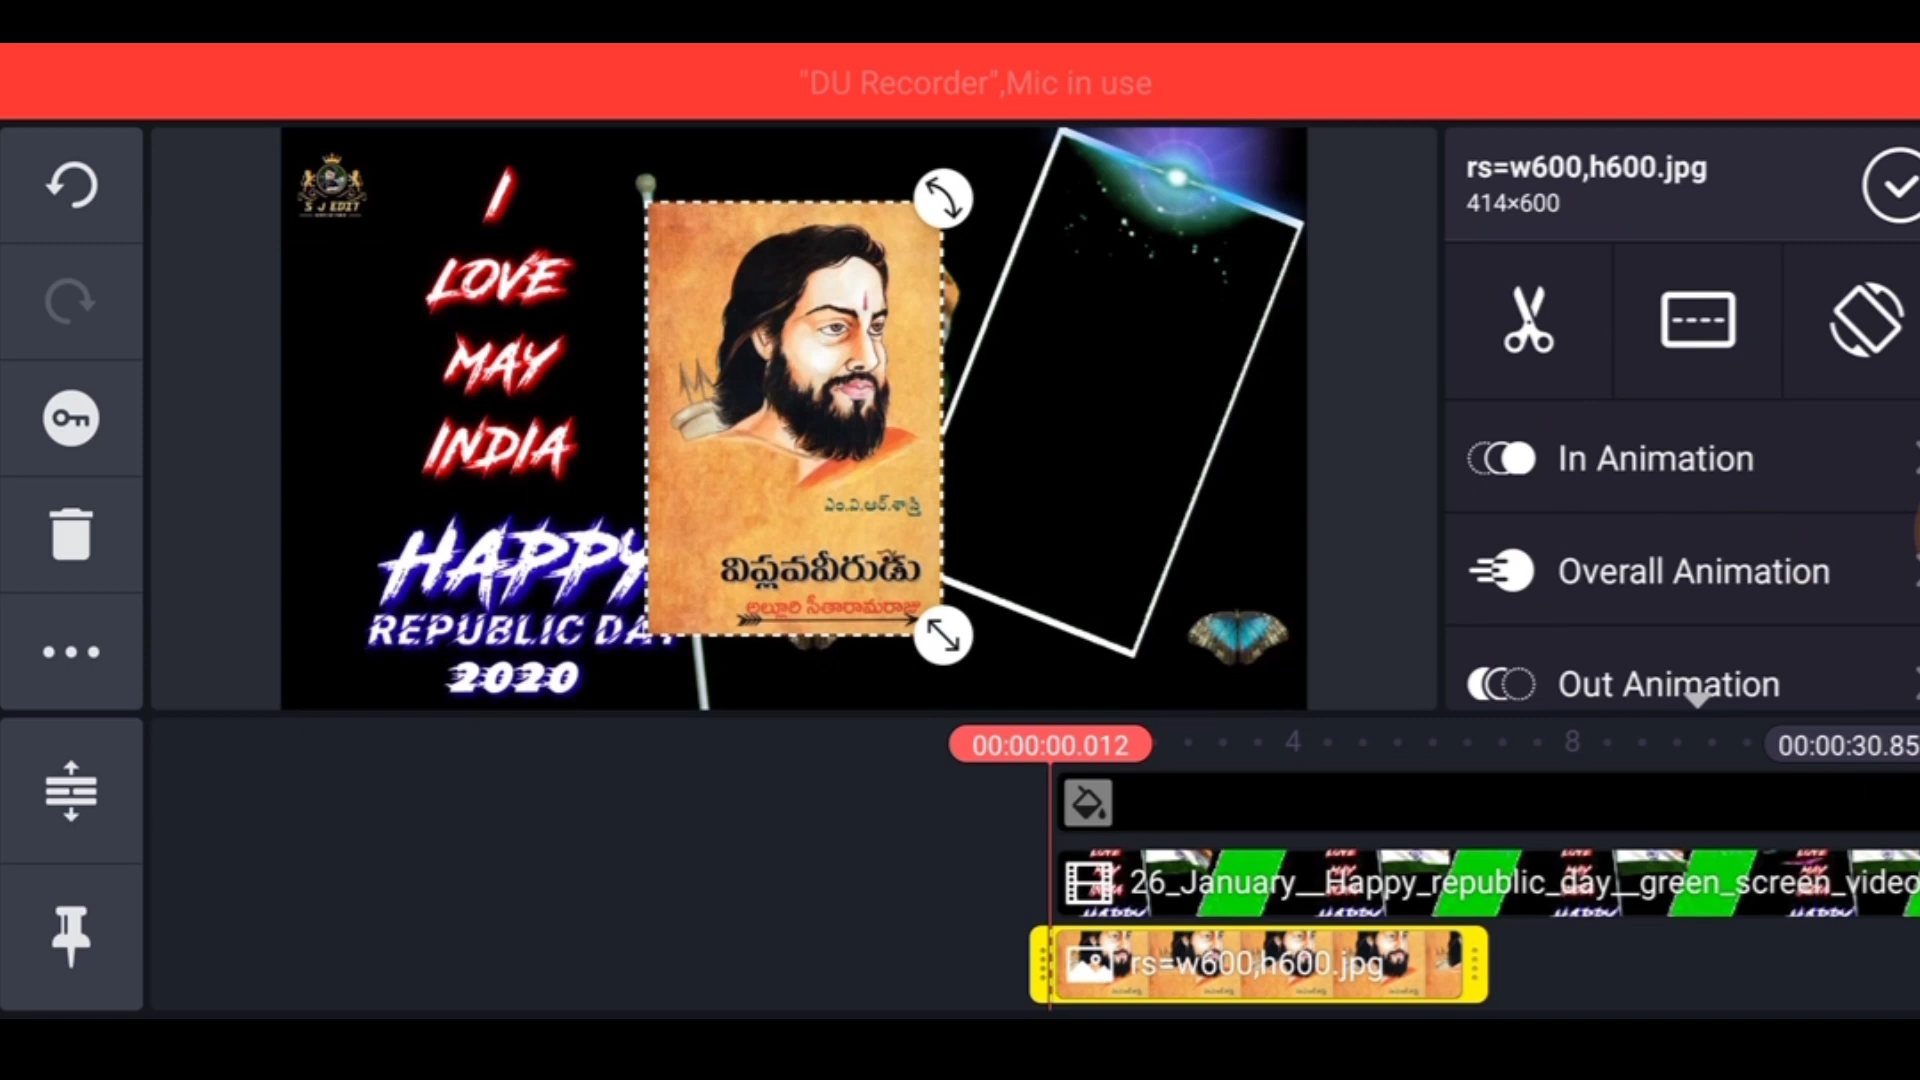 "DU Recorder",Mic in use
S J EDIT
I
LOVE
MAY
INDIA
HAPPY
REPUBLIC DA
2020
ఎం.వి.ఆర్.శాస్త్రి
విప్లవవీరుడు
అల్లూరి సీతారామరాజు
rs=w600,h600.jpg
414×600
In Animation
Overall Animation
Out Animation
00:00:00.012
4
8
00:00:30.85
26_January__Happy_republic_day__green_screen_video
rs=w600,h600.jpg